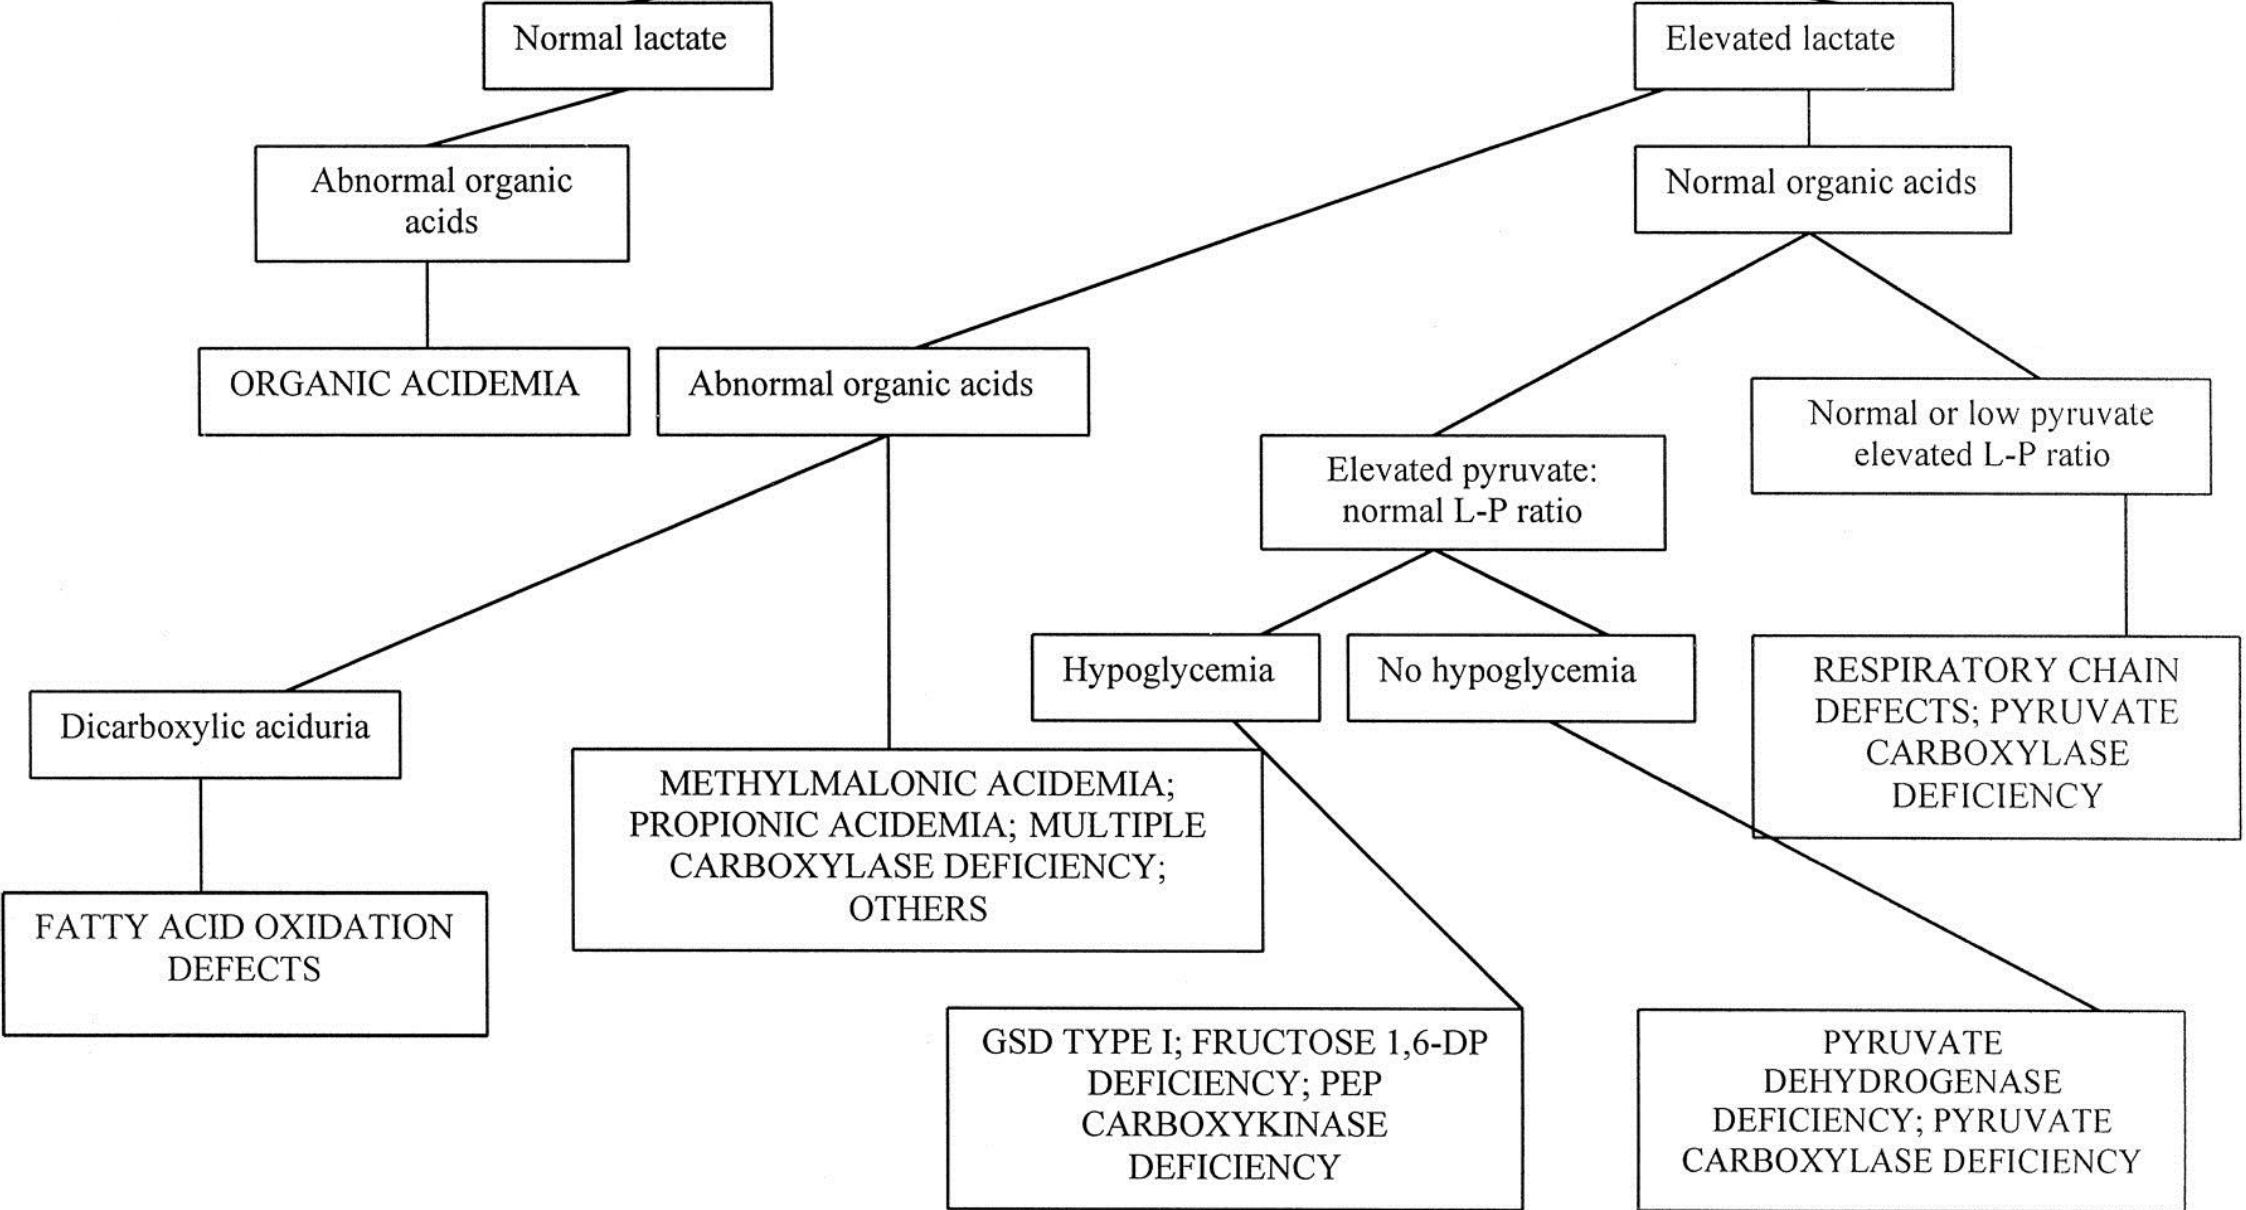 Normal lactate
Elevated lactate
Abnormal organic
acids
Normal organic acids
ORGANIC ACIDEMIA
Abnormal organic acids
Normal or low pyruvate
elevated L-P ratio
Elevated pyruvate:
normal L-P ratio
Hypoglycemia
No hypoglycemia
RESPIRATORY CHAIN
DEFECTS; PYRUVATE
CARBOXYLASE
DEFICIENCY
Dicarboxylic aciduria
METHYLMALONIC ACIDEMIA;
PROPIONIC ACIDEMIA; MULTIPLE
CARBOXYLASE DEFICIENCY;
OTHERS
FATTY ACID OXIDATION
DEFECTS
GSD TYPE I; FRUCTOSE 1,6-DP
DEFICIENCY; PEP
CARBOXYKINASE
DEFICIENCY
PYRUVATE
DEHYDROGENASE
DEFICIENCY; PYRUVATE
CARBOXYLASE DEFICIENCY